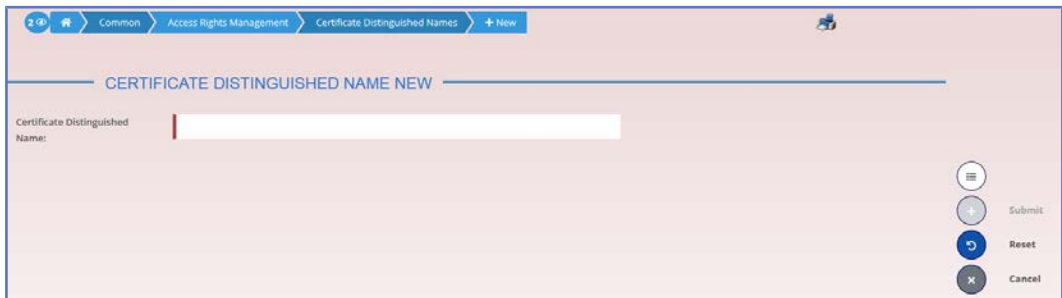 2 Common Access Rights Management Certificate Distinguished Names + New
CERTIFICATE DISTINGUISHED NAME NEW
Certificate Distinguished
Name:
Submit
Reset
Cancel